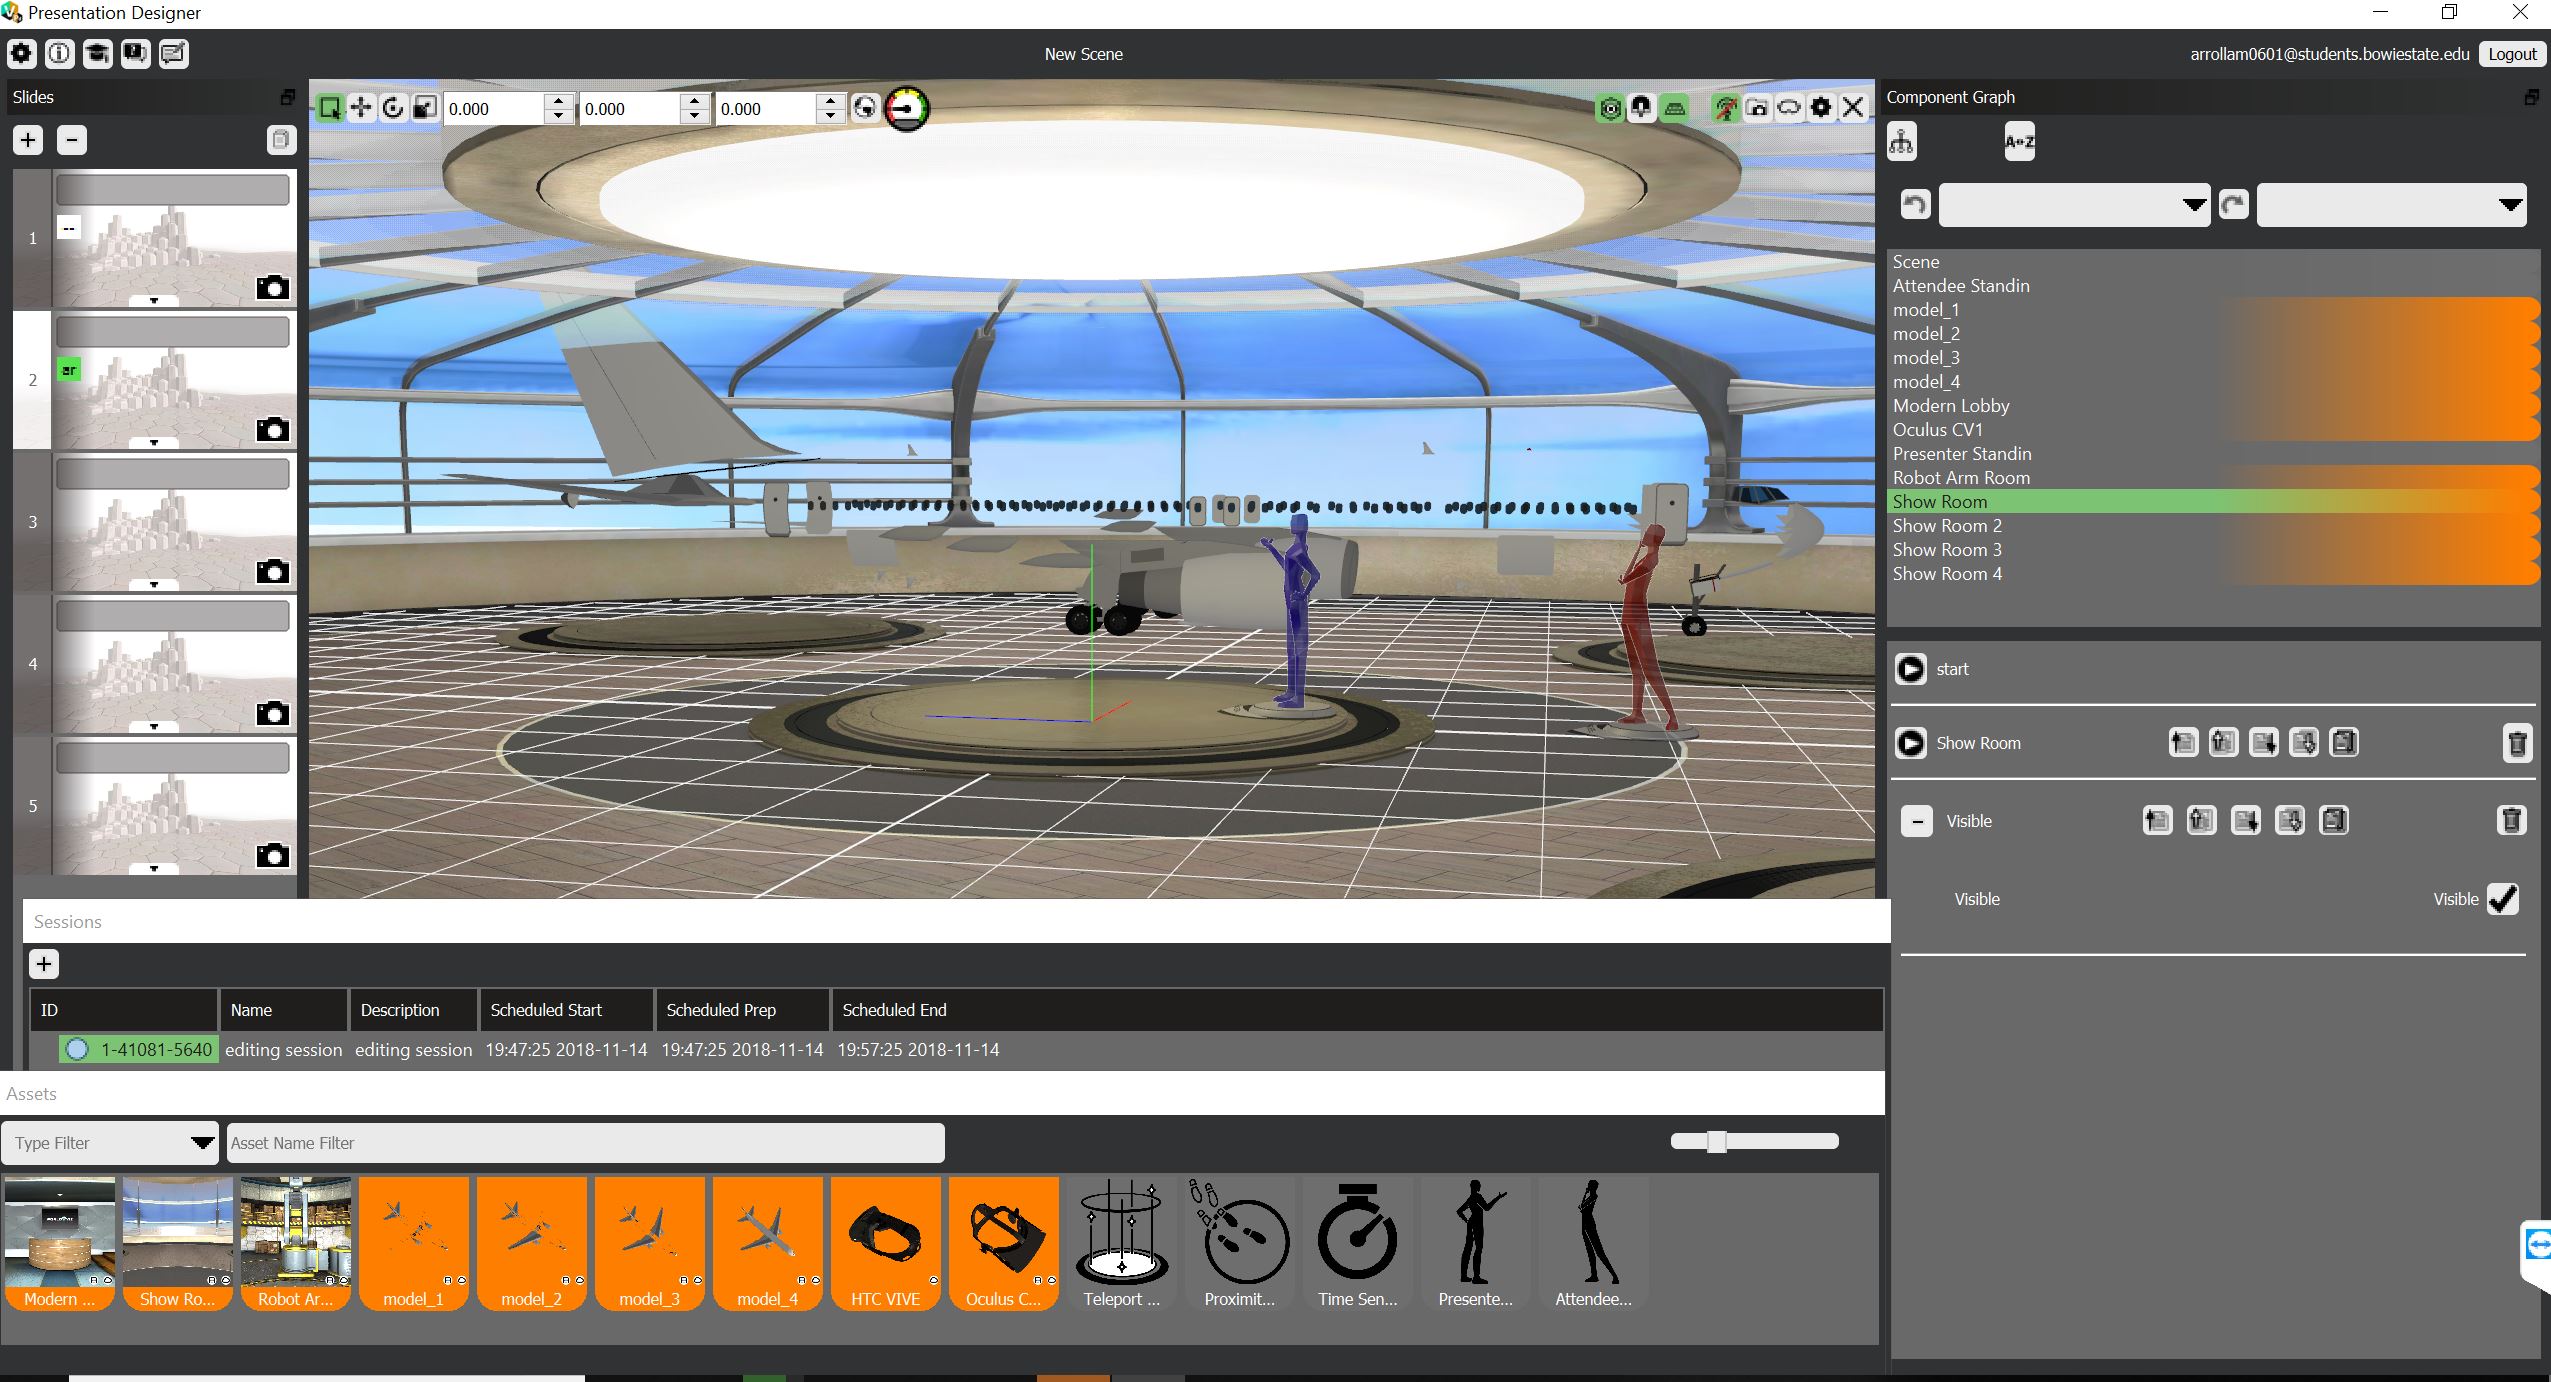 Presentation Designer
New Scene
arrollam0601@students.bowiestate.edu
Logout
Slides
0.000
0.000
0.000
1
--
2
ar
3
4
5
Component Graph
A↔Z
Scene
Attendee Standin
model_1
model_2
model_3
model_4
Modern Lobby
Oculus CV1
Presenter Standin
Robot Arm Room
Show Room
Show Room 2
Show Room 3
Show Room 4
start
Show Room
Visible
Visible Visible
Sessions
ID Name Description Scheduled Start Scheduled Prep Scheduled End
1-41081-5640 editing session editing session 19:47:25 2018-11-14 19:47:25 2018-11-14 19:57:25 2018-11-14
Assets
Type Filter
Asset Name Filter
Modern ...
Show Ro...
Robot Ar...
model_1
model_2
model_3
model_4
HTC VIVE
Oculus C...
Teleport ...
Proximit...
Time Sen...
Presente...
Attendee...